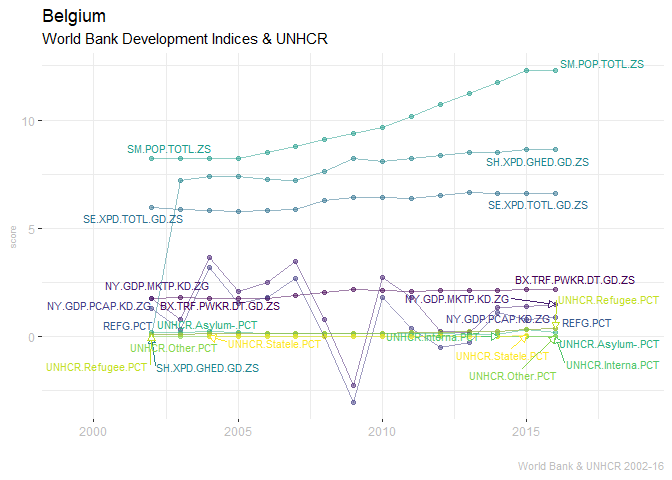 Belgium
World Bank Development Indices & UNHCR
SM.POP.TOTL.ZS
10
SM.POP.TOTL.ZS
SH.XPD.GHED.GD.ZS
SE.XPD.TOTL.GD.ZS
SE.XPD.TOTL.GD.ZS
5
score
BX.TRF.PWKR.DT.GD.ZS
NY.GDP.MKTP.KD.ZG
NY.GDP.MKTP.KD.ZG
UNHCR.Refugee.PCT
NY.GDP.PCAP.KD.ZG
BX.TRF.PWKR.DT.GD.ZS
NY.GDP.PCAP.KD.ZG
REFG.PCT
REFG.PCT
UNHCR.Asylum-.PCT
0
UNHCR.Interna.PCT
UNHCR.Other.PCT
UNHCR.Statele.PCT
UNHCR.Asylum-.PCT
UNHCR.Statele.PCT
UNHCR.Refugee.PCT
SH.XPD.GHED.GD.ZS
UNHCR.Interna.PCT
UNHCR.Other.PCT
2000
2005
2010
2015
World Bank & UNHCR 2002-16